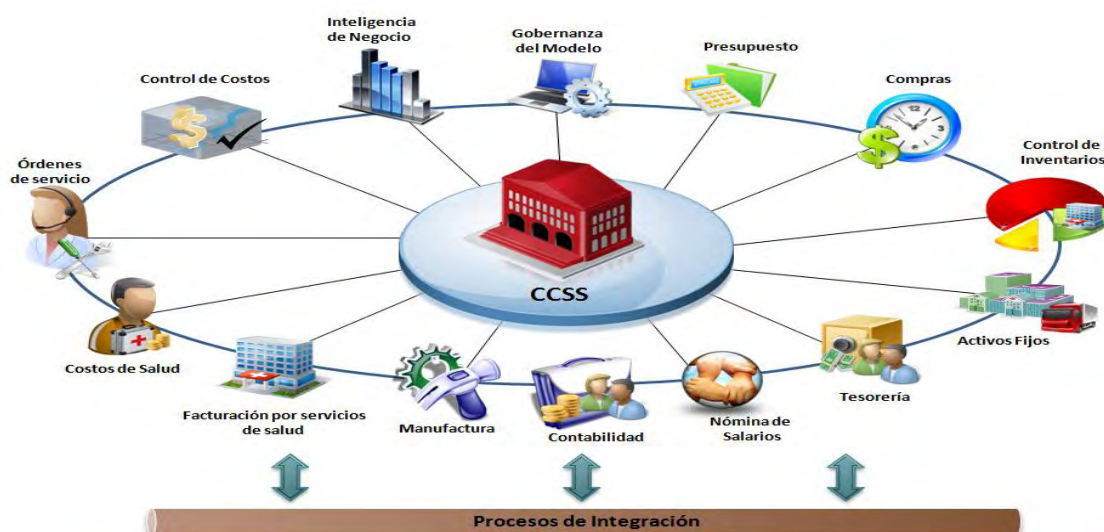 Inteligencia
de Negocio
Gobernanza
del Modelo
Presupuesto
Control de Costos
Compras
Control de
Inventarios
Órdenes
de servicio
CCSS
Activos Fijos
Costos de Salud
Tesorería
Facturación por servicios
de salud
Manufactura
Contabilidad
Nómina de
Salarios
Procesos de Integración